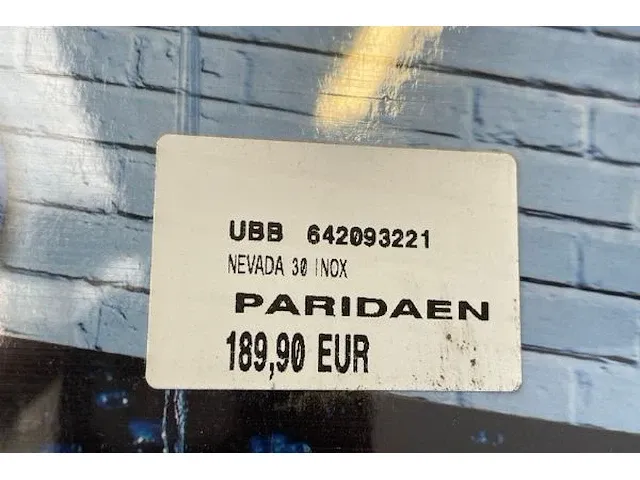 UBB 642093221
NEVADA 30 INOX
PARIDAEN
189,90 EUR